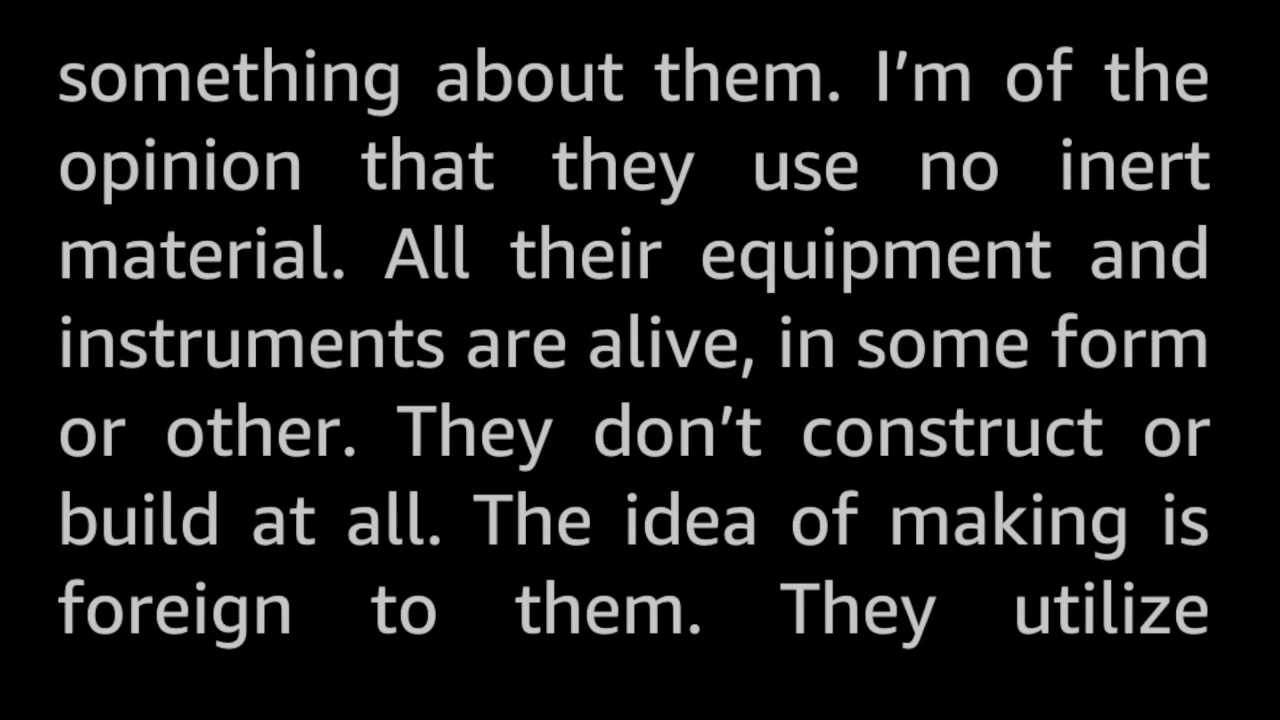 something about them. I’m of the
opinion that they use no inert
material. All their equipment and
instruments are alive, in some form
or other. They don’t construct or
build at all. The idea of making is
foreign to them. They utilize